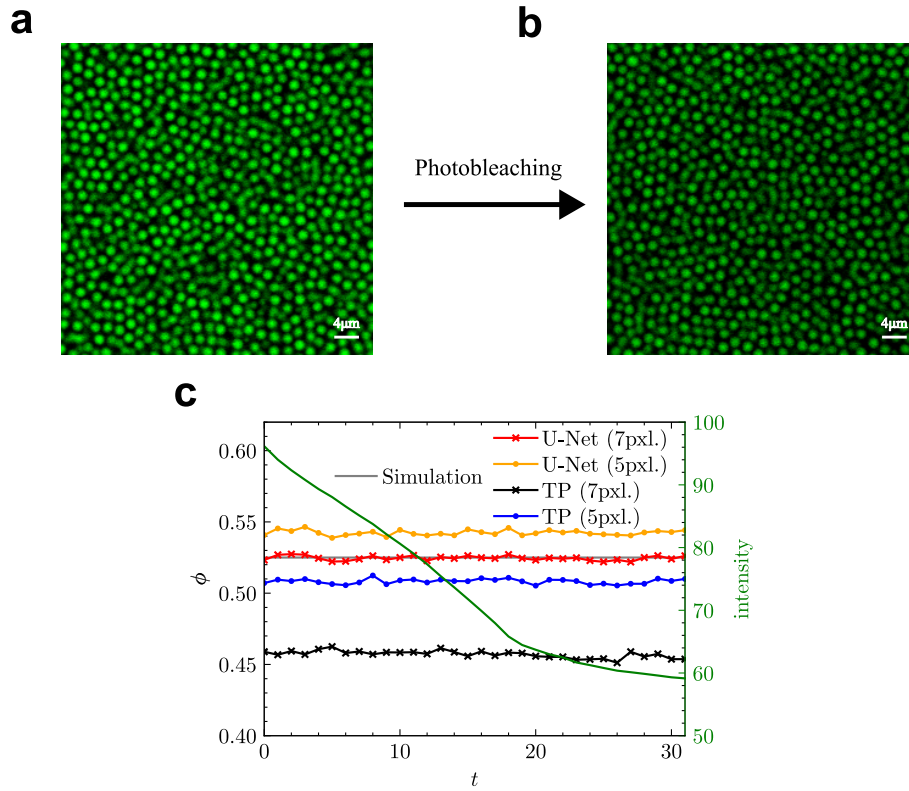 a
b
4μm
Photobleaching
4μm
c
0.60
0.55
0.50
0.45
0.40
ϕ
Simulation
U-Net (7pxl.)
U-Net (5pxl.)
TP (7pxl.)
TP (5pxl.)
100
90
80
70
60
50
intensity
0
10
20
30
t